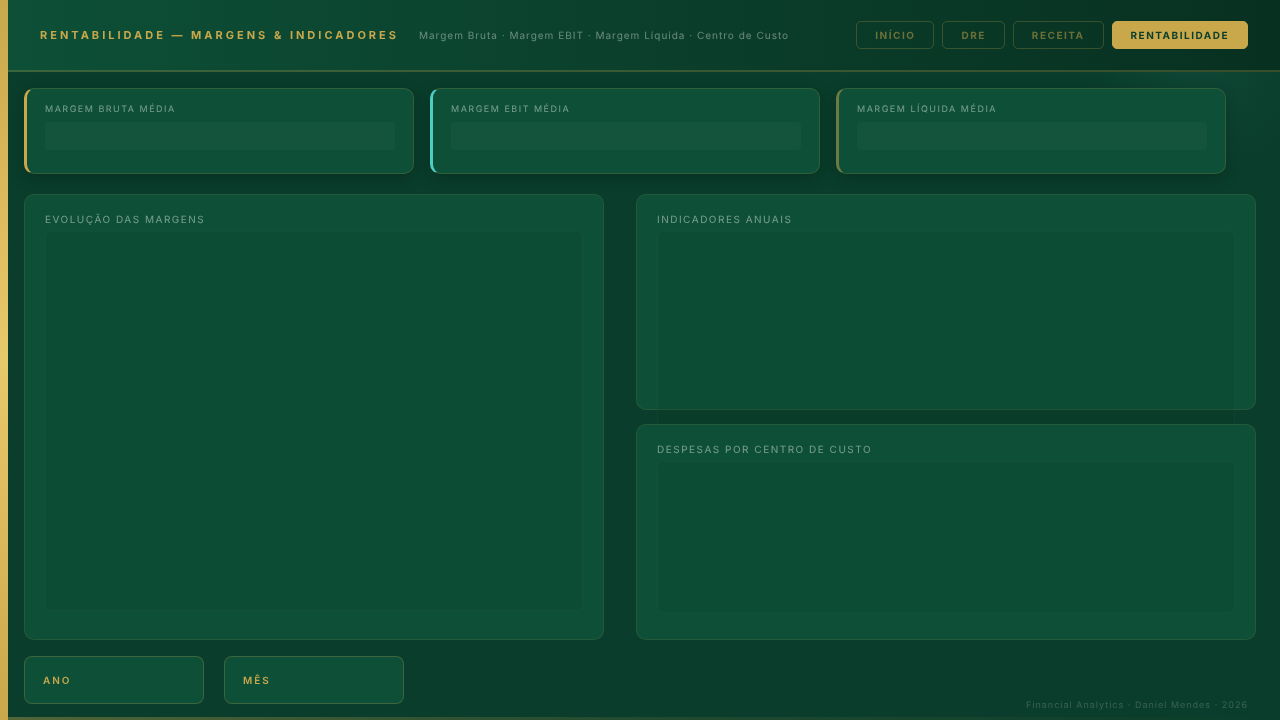 RENTABILIDADE — MARGENS & INDICADORES
Margem Bruta · Margem EBIT · Margem Líquida · Centro de Custo
INÍCIO
DRE
RECEITA
RENTABILIDADE
MARGEM BRUTA MÉDIA
MARGEM EBIT MÉDIA
MARGEM LÍQUIDA MÉDIA
EVOLUÇÃO DAS MARGENS
INDICADORES ANUAIS
DESPESAS POR CENTRO DE CUSTO
ANO
MÊS
Financial Analytics · Daniel Mendes · 2026